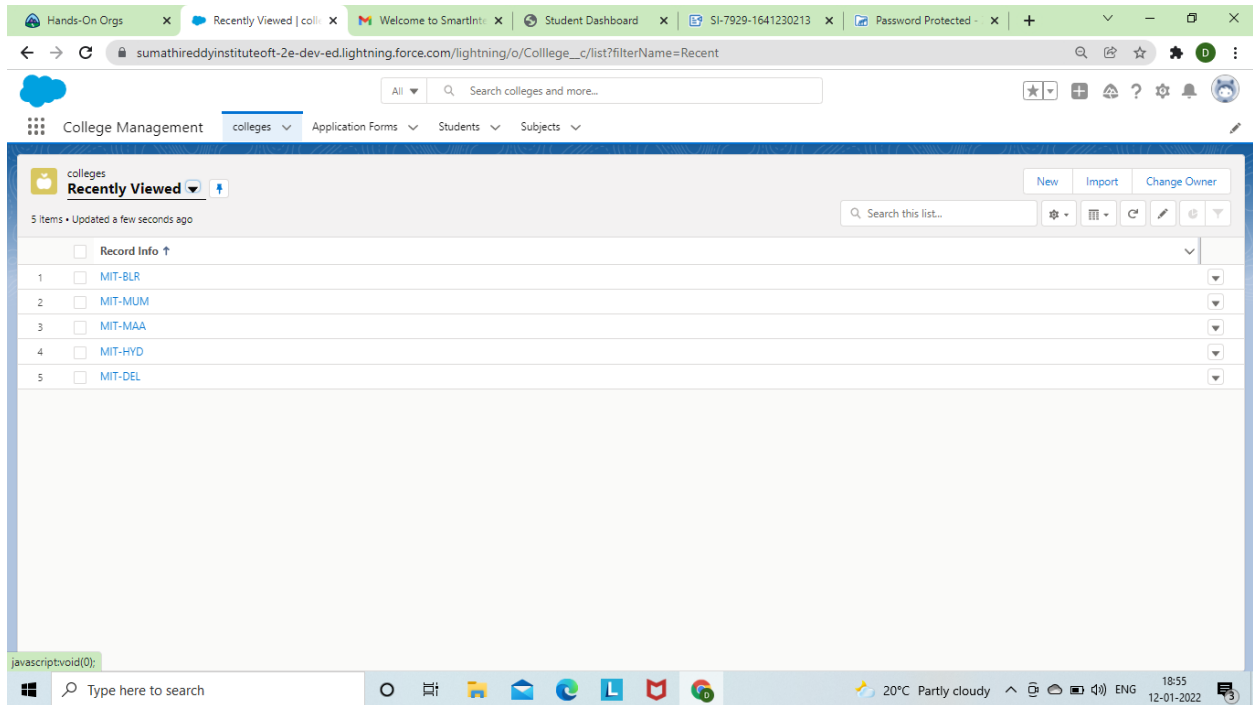 Hands-On Orgs
Recently Viewed | coll
Welcome to SmartInte
Student Dashboard
SI-7929-1641230213
Password Protected -
sumathireddyinstituteoft-2e-dev-ed.lightning.force.com/lightning/o/Colllege__c/list?filterName=Recent
D
All
Search colleges and more...
College Management
colleges
Application Forms
Students
Subjects
colleges
Recently Viewed
New
Import
Change Owner
5 items • Updated a few seconds ago
Search this list...
Record Info ↑
1 MIT-BLR
2 MIT-MUM
3 MIT-MAA
4 MIT-HYD
5 MIT-DEL
javascript:void(0);
Type here to search
L
20°C Partly cloudy
ENG
18:55
12-01-2022
3